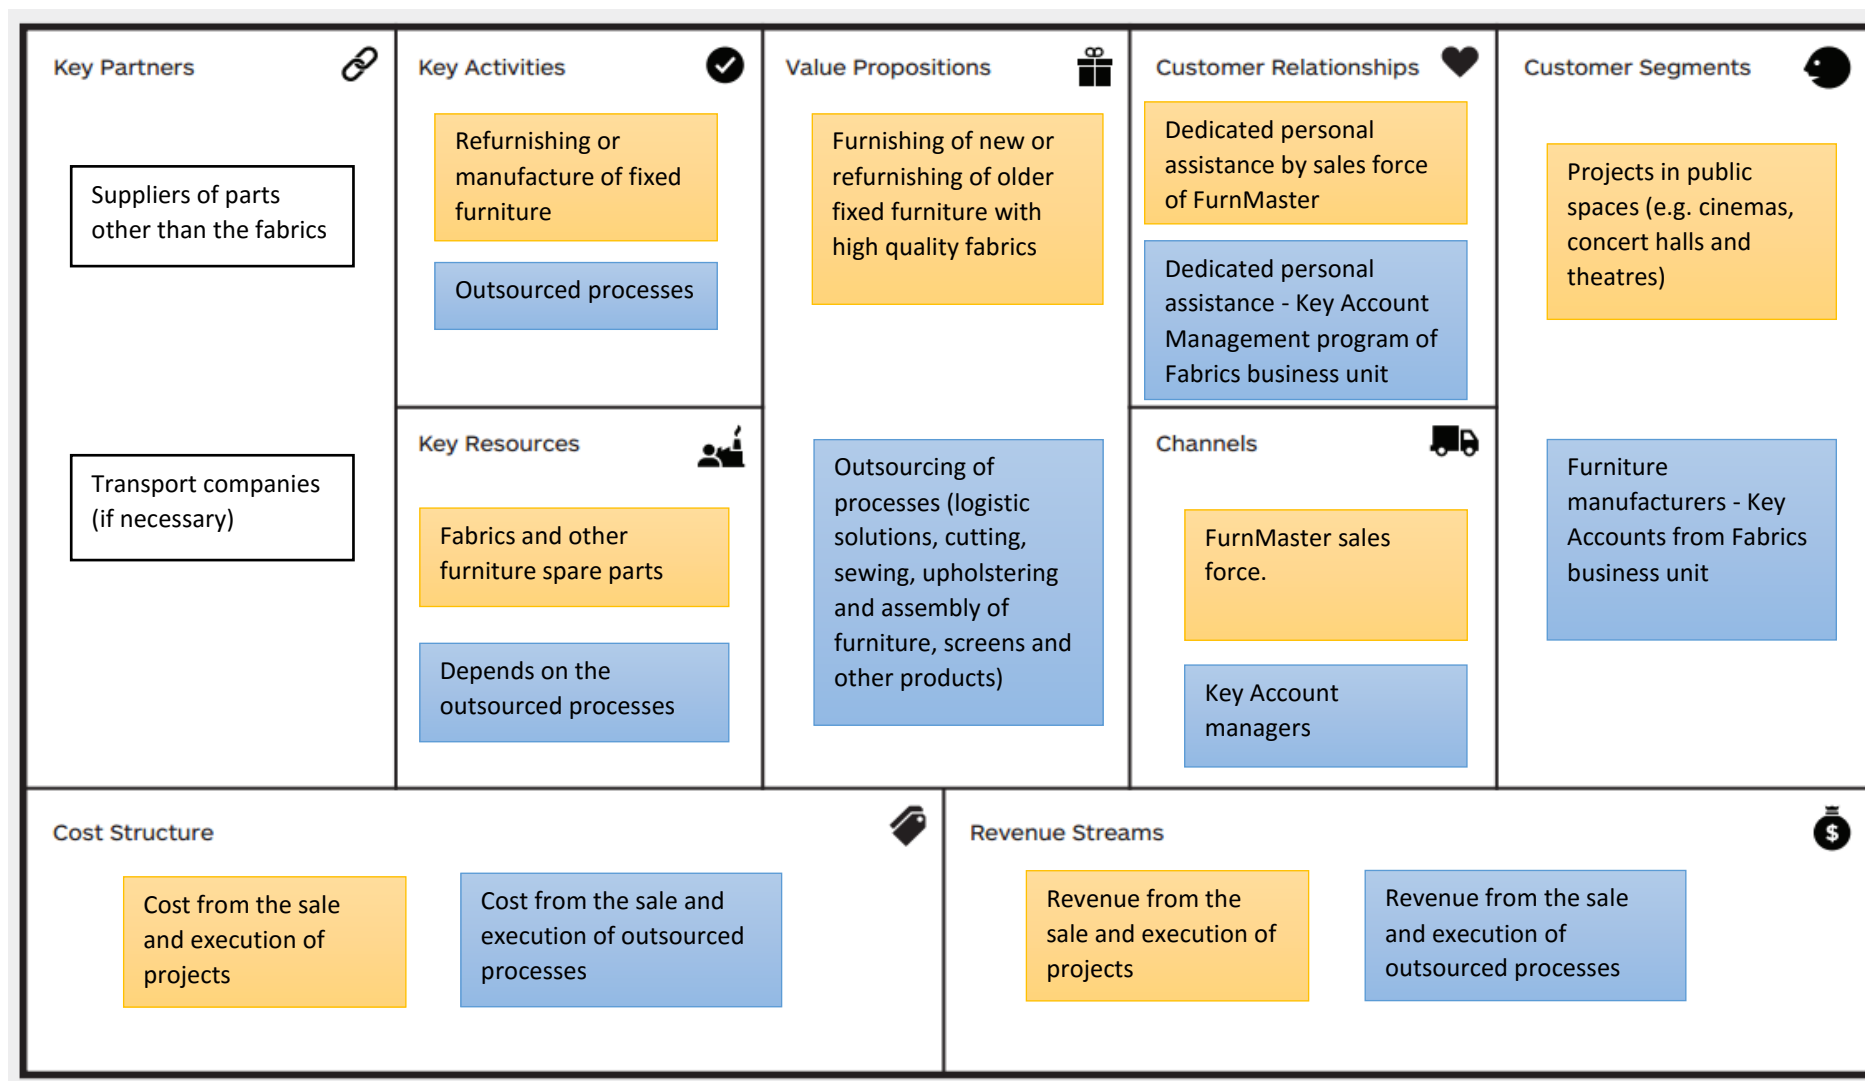 Key Partners
Suppliers of parts
other than the fabrics
Transport companies
(if necessary)
Key Activities
Refurnishing or
manufacture of fixed
furniture
Outsourced processes
Key Resources
Fabrics and other
furniture spare parts
Depends on the
outsourced processes
Value Propositions
Furnishing of new or
refurnishing of older
fixed furniture with
high quality fabrics
Outsourcing of
processes (logistic
solutions, cutting,
sewing, upholstering
and assembly of
furniture, screens and
other products)
Customer Relationships
Dedicated personal
assistance by sales force
of FurnMaster
Dedicated personal
assistance - Key Account
Management program of
Fabrics business unit
Channels
FurnMaster sales
force.
Key Account
managers
Customer Segments
Projects in public
spaces (e.g. cinemas,
concert halls and
theatres)
Furniture
manufacturers - Key
Accounts from Fabrics
business unit
Cost Structure
Cost from the sale
and execution of
projects
Cost from the sale and
execution of outsourced
processes
Revenue Streams
$
Revenue from the
sale and execution of
projects
Revenue from the sale
and execution of
outsourced processes